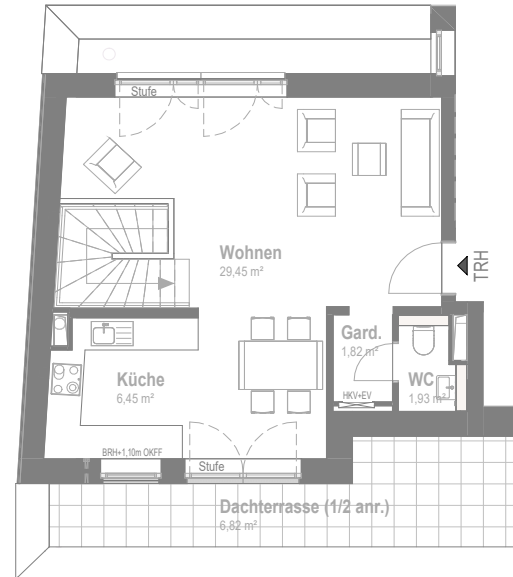 Stufe
Wohnen
29,45 m²
TRH
Gard.
1,82 m²
Küche
6,45 m²
WC
1,93 m²
HKV+EV
BRH+1,10m OKFF
Stufe
Dachterrasse (1/2 anr.)
6,82 m²